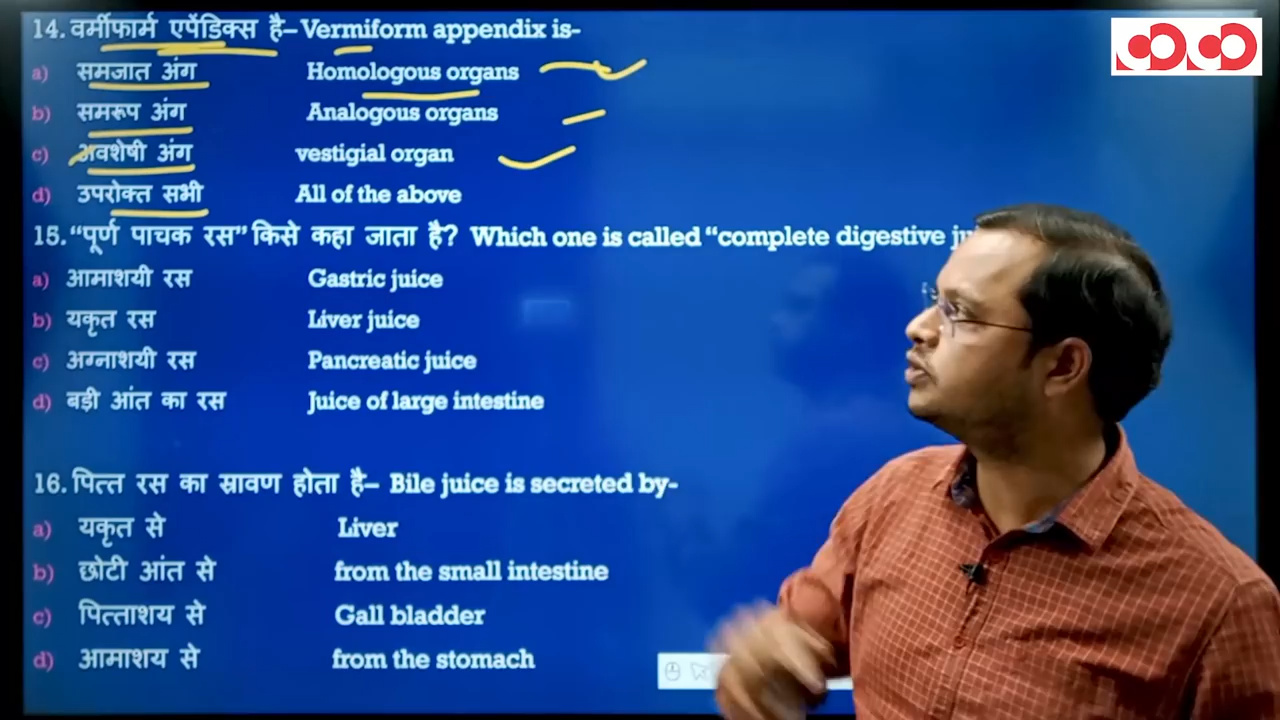 14. वर्मीफार्म एपेंडिक्स है– Vermiform appendix is-
a) समजात अंग Homologous organs
b) समरूप अंग Analogous organs
c) अवशेषी अंग vestigial organ
d) उपरोक्त सभी All of the above
15. “पूर्ण पाचक रस” किसे कहा जाता है? Which one is called “complete digestive
a) आमाशयी रस Gastric juice
b) यकृत रस Liver juice
c) अग्नाशयी रस Pancreatic juice
d) बड़ी आंत का रस Juice of large intestine
16. पित्त रस का स्रावण होता है– Bile juice is secreted by-
a) यकृत से Liver
b) छोटी आंत से from the small intestine
c) पित्ताशय से Gall bladder
d) आमाशय से from the stomach